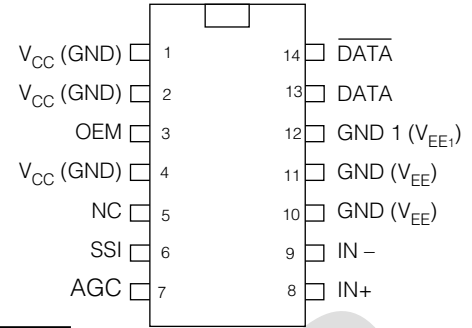 V_CC (GND) 1 14 D̅A̅T̅A̅
V_CC (GND) 2 13 DATA
OEM 3 12 GND 1 (V_EE1)
V_CC (GND) 4 11 GND (V_EE)
NC 5 10 GND (V_EE)
SSI 6 9 IN –
AGC 7 8 IN+